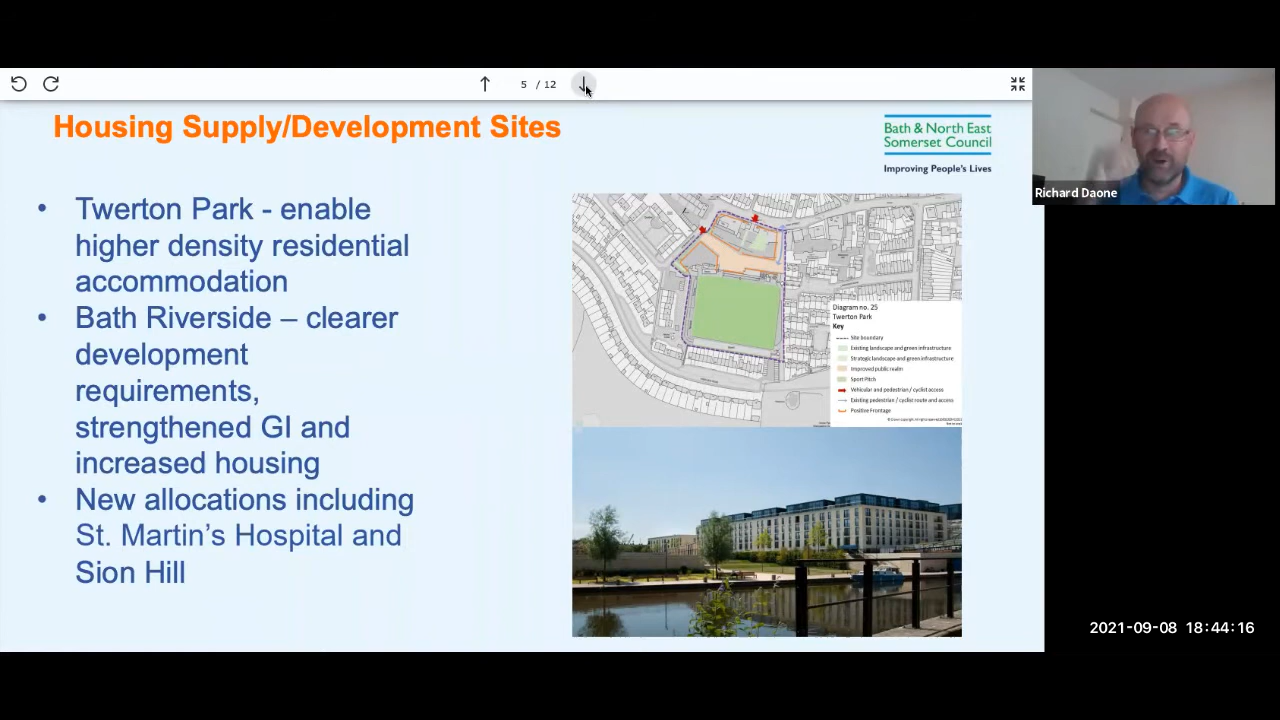 5 / 12
Housing Supply/Development Sites
Bath & North East
Somerset Council
Improving People's Lives
Richard Daone
• Twerton Park - enable
higher density residential
accommodation
• Bath Riverside – clearer
development
requirements,
strengthened GI and
increased housing
• New allocations including
St. Martin’s Hospital and
Sion Hill
Diagram no. 25
Twerton Park
Key
Site boundary
Existing landscape and green infrastructure
Strategic landscape and green infrastructure
Improved public realm
Sport Pitch
Vehicular and pedestrian / cyclist access
Existing pedestrian / cyclist route and access
Positive Frontage
2021-09-08 18:44:16